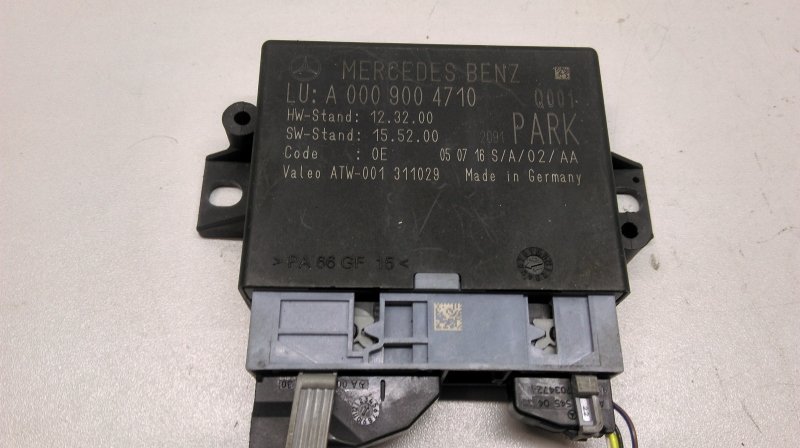 MERCEDES BENZ
LU: A 000 900 4710 Q001
HW-Stand: 12.32.00
SW-Stand: 15.52.00 2091 PARK
Code : 0E 05 07 16 S/A/02/AA
Valeo ATW-001 311029 Made in Germany
>PA 66 GF 15<